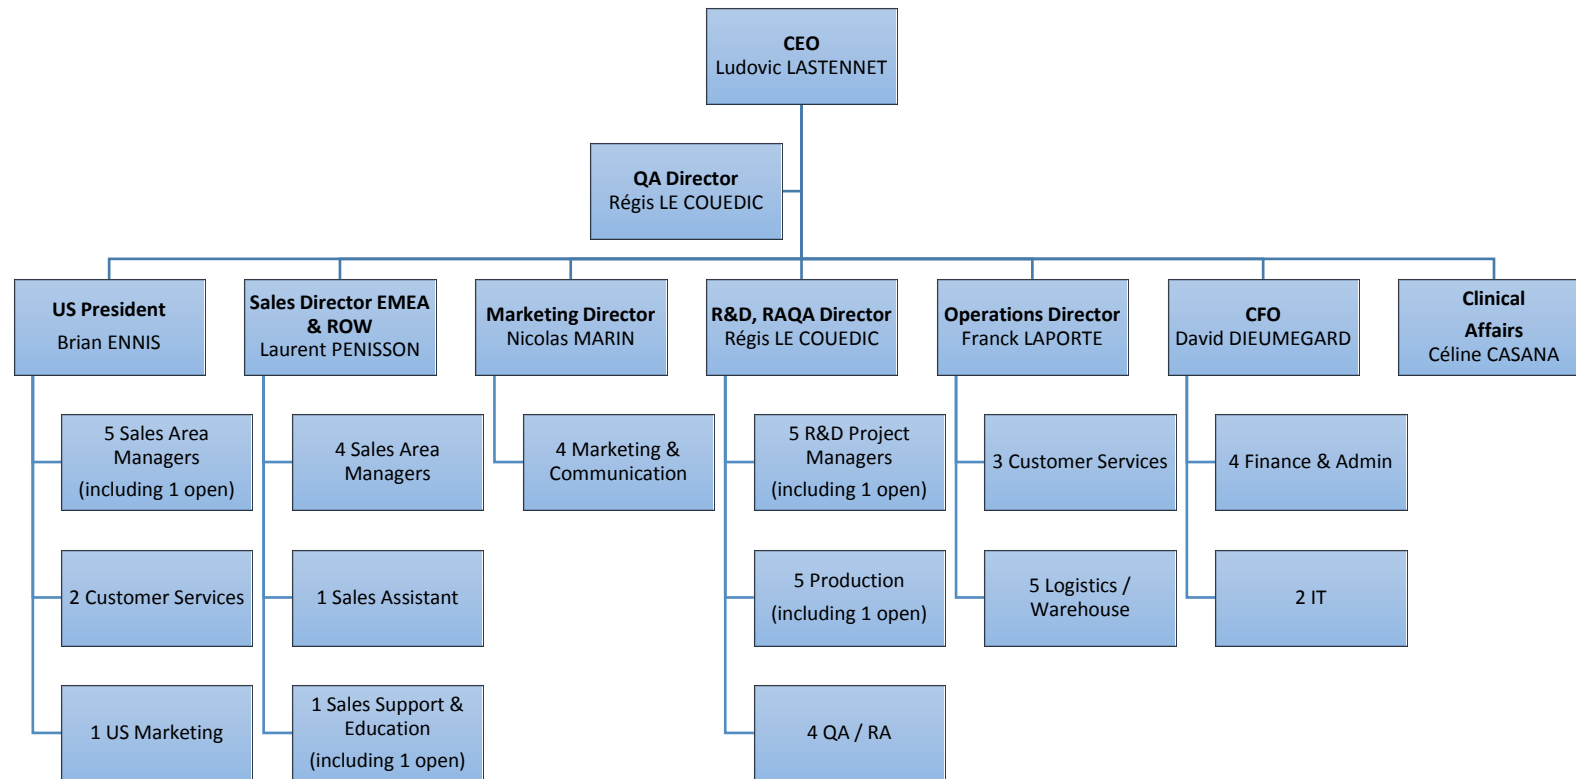 CEO
Ludovic LASTENNET
QA Director
Régis LE COUEDIC
US President
Brian ENNIS
Sales Director EMEA
& ROW
Laurent PENISSON
Marketing Director
Nicolas MARIN
R&D, RAQA Director
Régis LE COUEDIC
Operations Director
Franck LAPORTE
CFO
David DIEUMEGARD
Clinical
Affairs
Céline CASANA
5 Sales Area
Managers
(including 1 open)
4 Sales Area
Managers
4 Marketing &
Communication
5 R&D Project
Managers
(including 1 open)
3 Customer Services
4 Finance & Admin
2 Customer Services
1 Sales Assistant
5 Production
(including 1 open)
5 Logistics /
Warehouse
2 IT
1 US Marketing
1 Sales Support &
Education
(including 1 open)
4 QA / RA